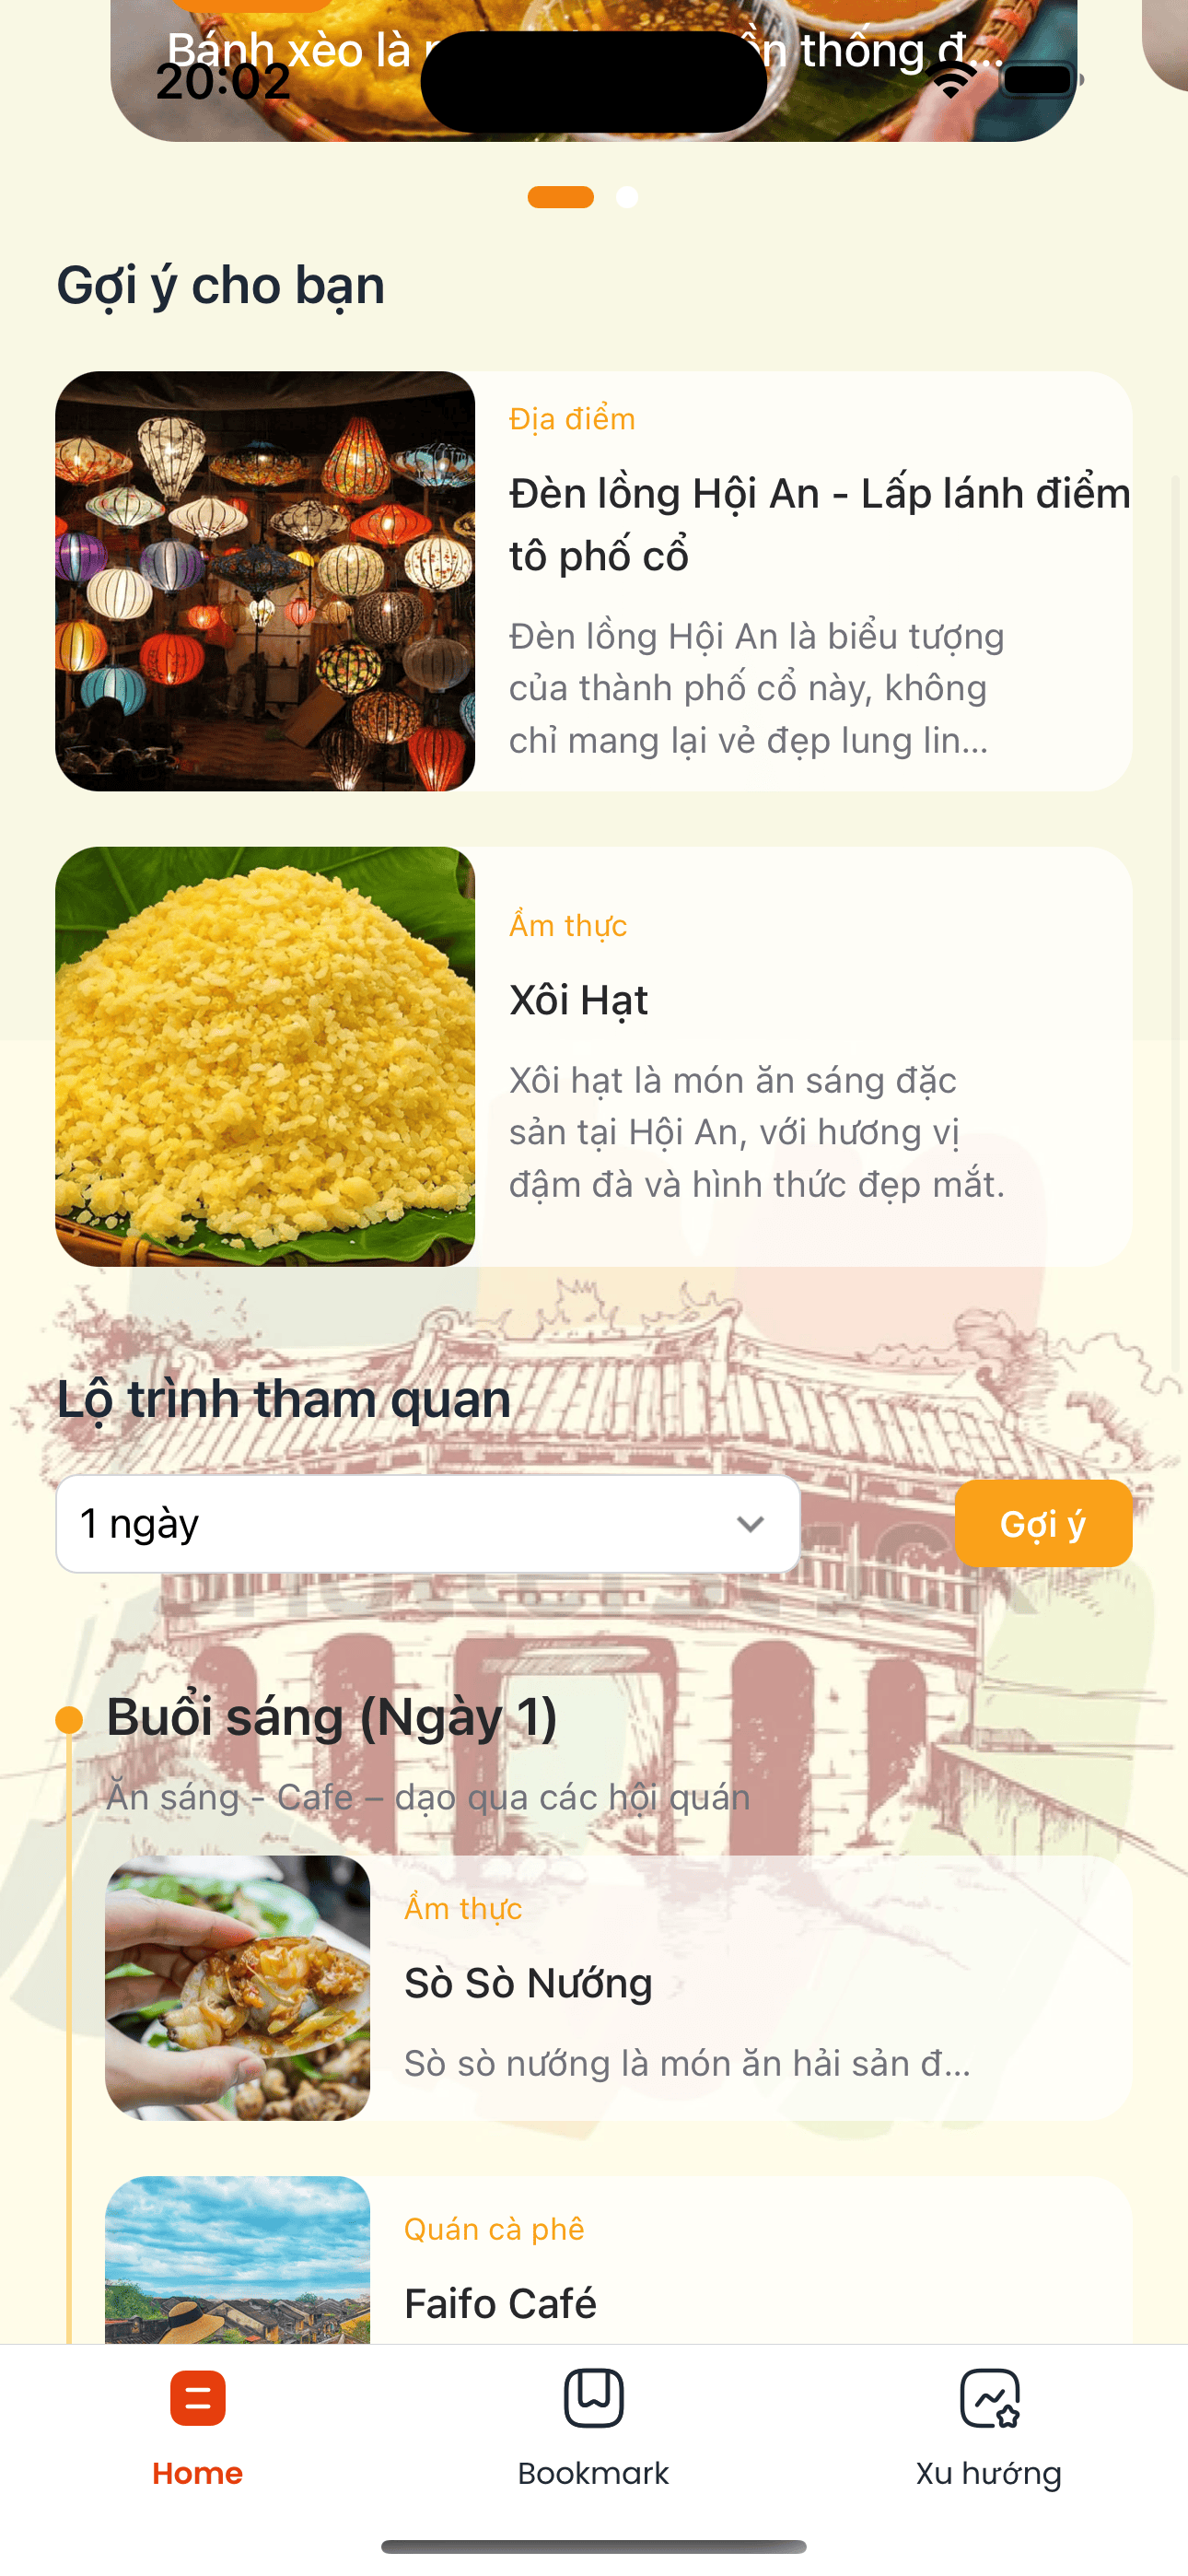 Bánh xèo là
thống đ...
20:02
Gợi ý cho bạn
Địa điểm
Đèn lồng Hội An - Lấp lánh điểm
tô phố cổ
Đèn lồng Hội An là biểu tượng
của thành phố cổ này, không
chỉ mang lại vẻ đẹp lung lin...
Ẩm thực
Xôi Hạt
Xôi hạt là món ăn sáng đặc
sản tại Hội An, với hương vị
đậm đà và hình thức đẹp mắt.
Lộ trình tham quan
1 ngày
Gợi ý
Buổi sáng (Ngày 1)
Ăn sáng - Cafe – dạo qua các hội quán
Ẩm thực
Sò Sò Nướng
Sò sò nướng là món ăn hải sản đ...
Quán cà phê
Faifo Café
Home
Bookmark
Xu hướng